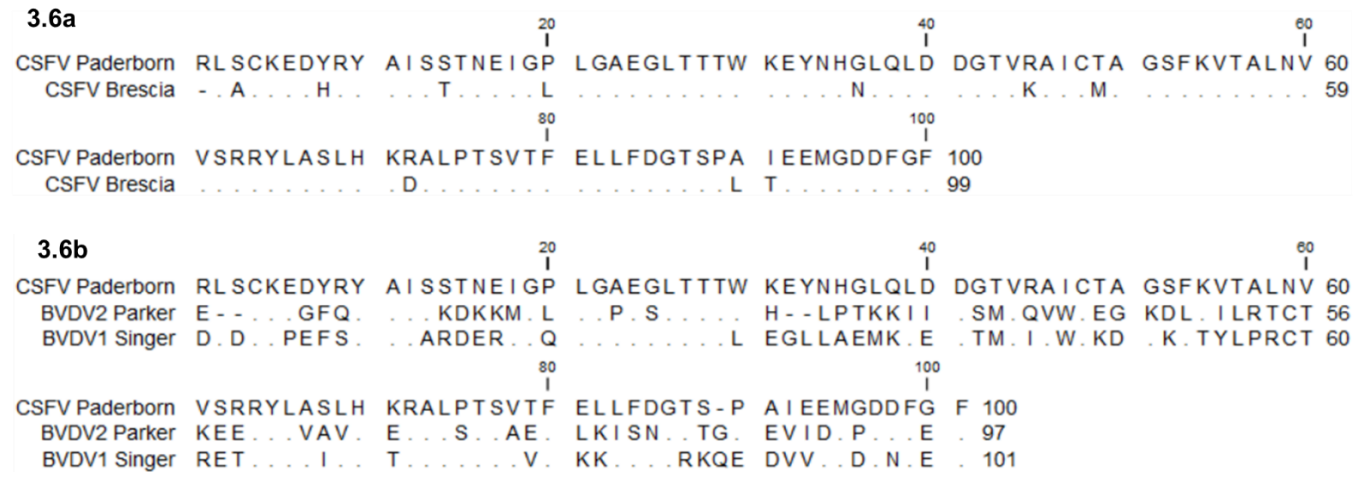 3.6a
20 40 60
CSFV Paderborn RLSCKEDYRY AISSTNEIGP LGAEGLTTTW KEYNHGLQLD DGTVRAICTA GSFKVTALNV 60
CSFV Brescia -.A....H.. ...T.....L .......... .....N.... ....K...M. .......... 59
80 100
CSFV Paderborn VSRRYLASLH KRALPTSVTF ELLFDGTSPA IEEMGDDFGF 100
CSFV Brescia .......... .D........ .........L T......... 99
3.6b
20 40 60
CSFV Paderborn RLSCKEDYRY AISSTNEIGP LGAEGLTTTW KEYNHGLQLD DGTVRAICTA GSFKVTALNV 60
BVDV2 Parker E--...GFQ. ...KDKKM.L ..P.S..... H--LPTKKII .SM.QVW.EG KDL.ILRTCT 56
BVDV1 Singer D.D..PEFS. ..ARDER..Q .........L EGLLAEMK.E .TM.I.W.KD .K.TYLPRCT 60
80 100
CSFV Paderborn VSRRYLASLH KRALPTSVTF ELLFDGTS-P AIEEMGDDFG F 100
BVDV2 Parker KEE...VAV. E...S..AE. LKISN..TG. EVID.P...E . 97
BVDV1 Singer RET....I.. T.......V. KK....RKQE DVV..D.N.E . 101